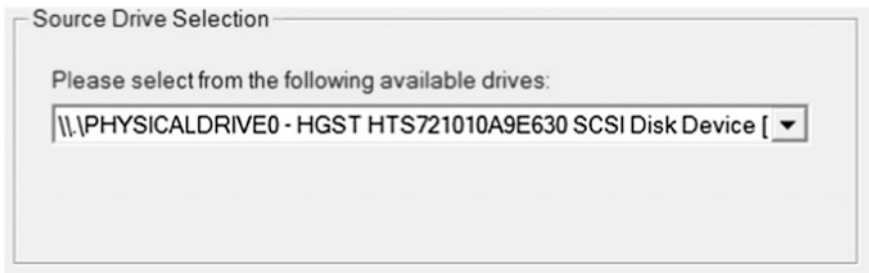 Source Drive Selection
Please select from the following available drives:
\\.\PHYSICALDRIVE0 - HGST HTS721010A9E630 SCSI Disk Device [